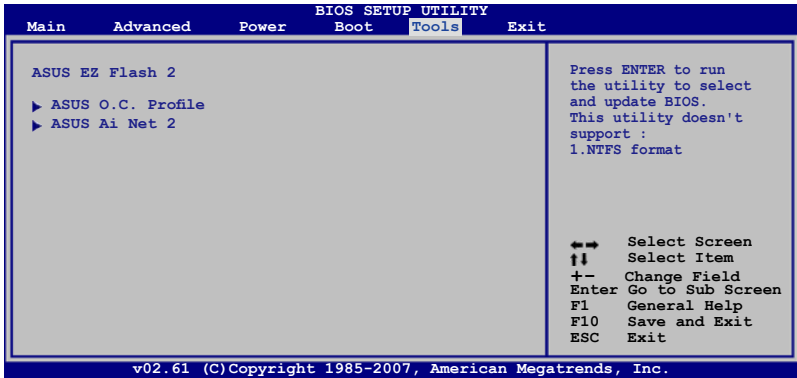 BIOS SETUP UTILITY
Main Advanced Power Boot Tools Exit
ASUS EZ Flash 2
ASUS O.C. Profile
ASUS Ai Net 2
Press ENTER to run
the utility to select
and update BIOS.
This utility doesn't
support :
1.NTFS format
←→ Select Screen
↑↓ Select Item
+- Change Field
Enter Go to Sub Screen
F1 General Help
F10 Save and Exit
ESC Exit
v02.61 (C)Copyright 1985-2007, American Megatrends, Inc.